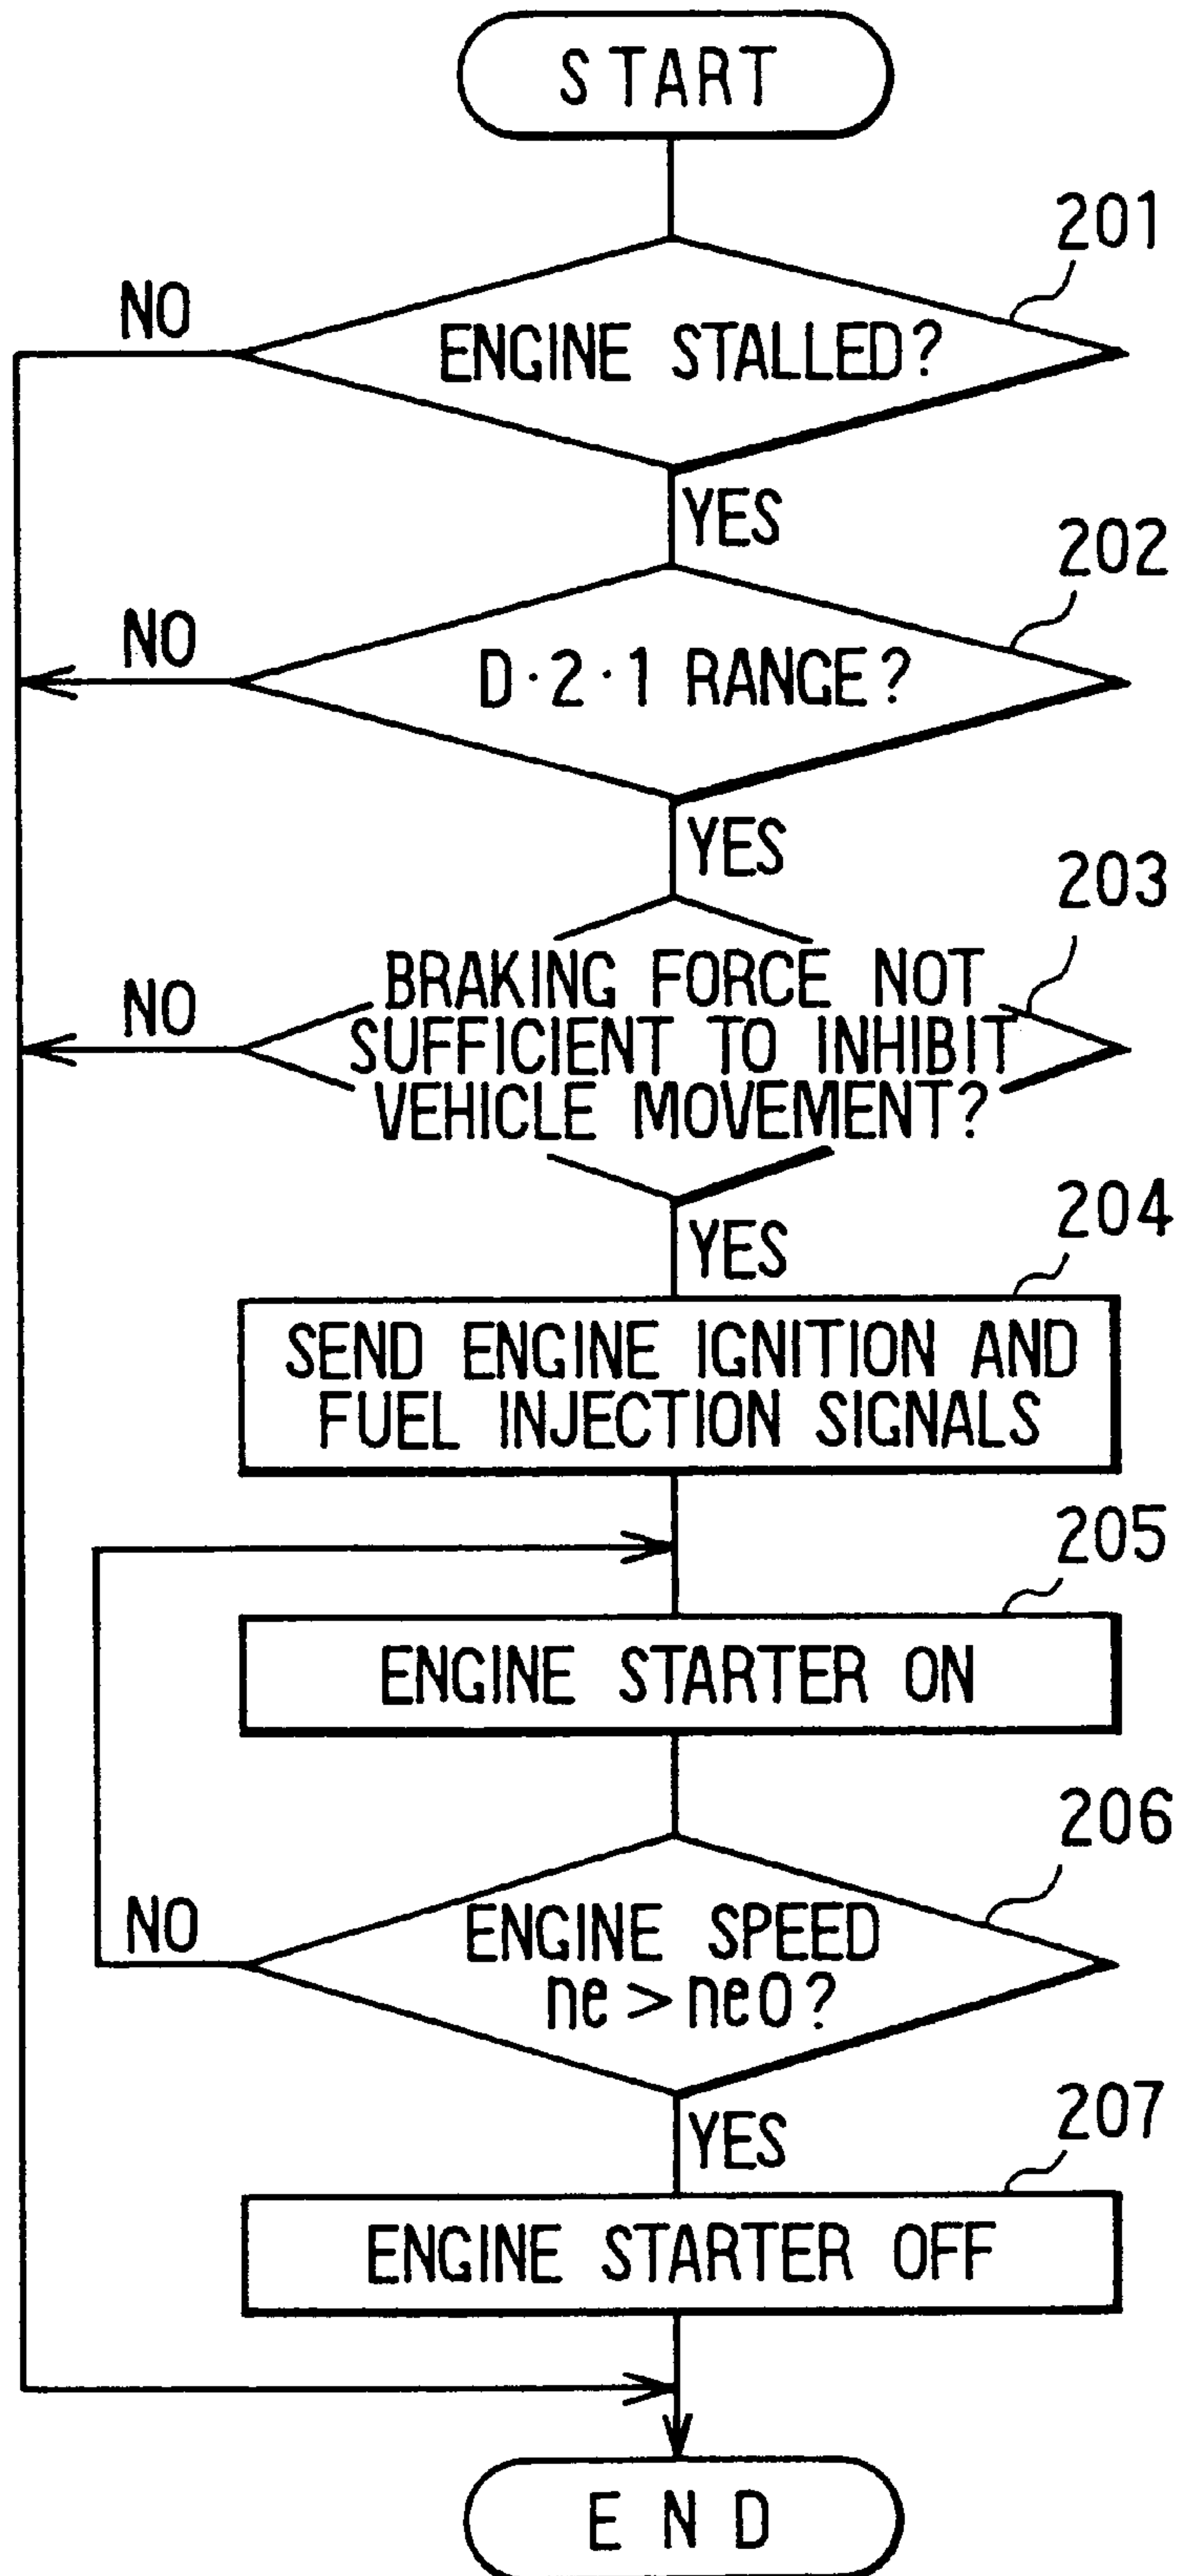 START
201
NO
ENGINE STALLED?
YES
202
NO
D·2·1 RANGE?
YES
203
NO
BRAKING FORCE NOT
SUFFICIENT TO INHIBIT
VEHICLE MOVEMENT?
YES
204
SEND ENGINE IGNITION AND
FUEL INJECTION SIGNALS
205
ENGINE STARTER ON
206
NO
ENGINE SPEED
ne > ne0?
YES
207
ENGINE STARTER OFF
END